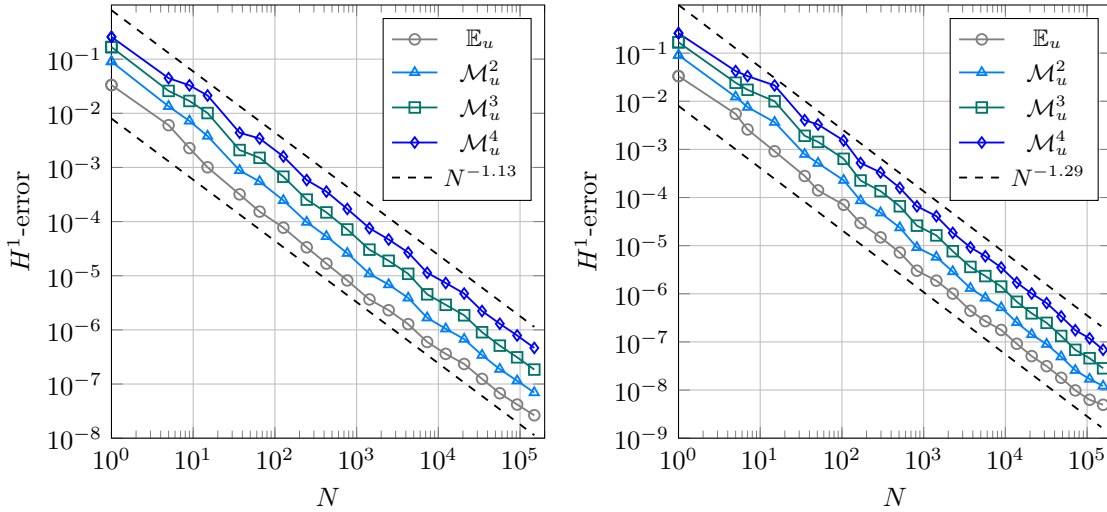 10^{-1}
10^{-2}
10^{-3}
10^{-4}
10^{-5}
10^{-6}
10^{-7}
10^{-8}
H^1-error
10^0
10^1
10^2
10^3
10^4
10^5
N
𝔼_u
ℳ_u^2
ℳ_u^3
ℳ_u^4
N^{-1.13}
10^{-1}
10^{-2}
10^{-3}
10^{-4}
10^{-5}
10^{-6}
10^{-7}
10^{-8}
10^{-9}
H^1-error
10^0
10^1
10^2
10^3
10^4
10^5
N
𝔼_u
ℳ_u^2
ℳ_u^3
ℳ_u^4
N^{-1.29}